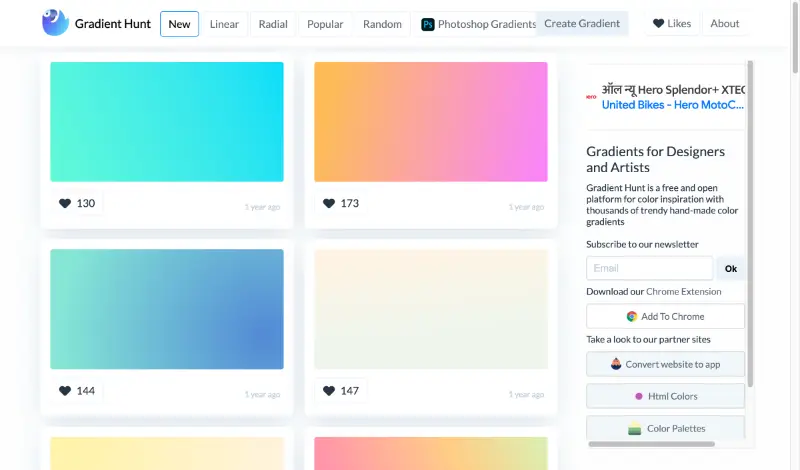 Gradient Hunt
New
Linear
Radial
Popular
Random
Ps Photoshop Gradients
Create Gradient
Likes
About
130
1 year ago
173
1 year ago
144
1 year ago
147
1 year ago
Hero
ऑल न्यू Hero Splendor+ XTEC
United Bikes - Hero MotoC...
Gradients for Designers
and Artists
Gradient Hunt is a free and open
platform for color inspiration with
thousands of trendy hand-made color
gradients
Subscribe to our newsletter
Email
Ok
Download our Chrome Extension
Add To Chrome
Take a look to our partner sites
Convert website to app
Html Colors
Color Palettes